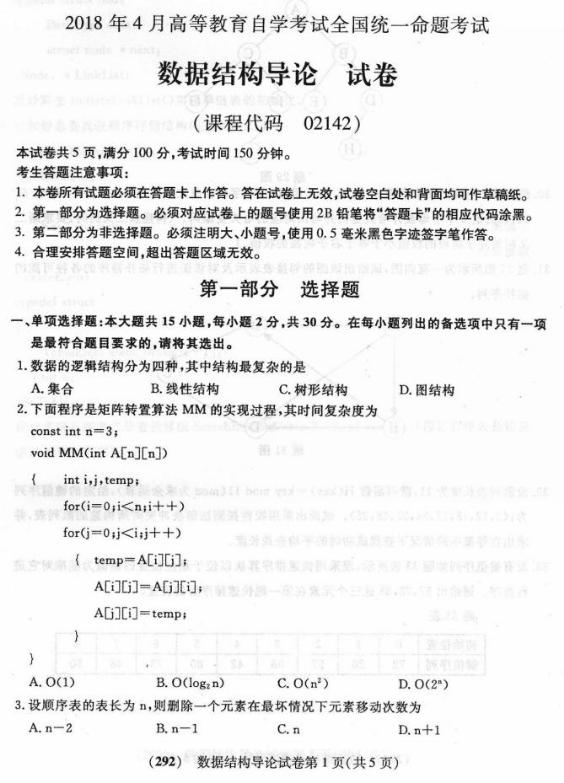 2018 年 4 月高等教育自学考试全国统一命题考试
数据结构导论 试卷
(课程代码 02142)
本试卷共 5 页,满分 100 分,考试时间 150 分钟。
考生答题注意事项:
1. 本卷所有试题必须在答题卡上作答。答在试卷上无效,试卷空白处和背面均可作草稿纸。
2. 第一部分为选择题。必须对应试卷上的题号使用 2B 铅笔将“答题卡”的相应代码涂黑。
3. 第二部分为非选择题。必须注明大、小题号,使用 0.5 毫米黑色字迹签字笔作答。
4. 合理安排答题空间,超出答题区域无效。
第一部分 选择题
一、单项选择题:本大题共 15 小题,每小题 2 分,共 30 分。在每小题列出的备选项中只有一项
是最符合题目要求的,请将其选出。
1. 数据的逻辑结构分为四种,其中结构最复杂的是
A. 集合 B. 线性结构 C. 树形结构 D. 图结构
2. 下面程序是矩阵转置算法 MM 的实现过程,其时间复杂度为
const int n=3;
void MM(int A[n][n])
{ int i,j,temp;
for(i=0;i<n;i++)
for(j=0;j<i;j++)
{ temp=A[i][j];
A[i][j]=A[j][i];
A[j][i]=temp;
}
}
A. O(1) B. O(log₂n) C. O(n²) D. O(2ⁿ)
3. 设顺序表的表长为 n,则删除一个元素在最坏情况下元素移动次数为
A. n−2 B. n−1 C. n D. n+1
(292) 数据结构导论试卷第 1 页(共 5 页)